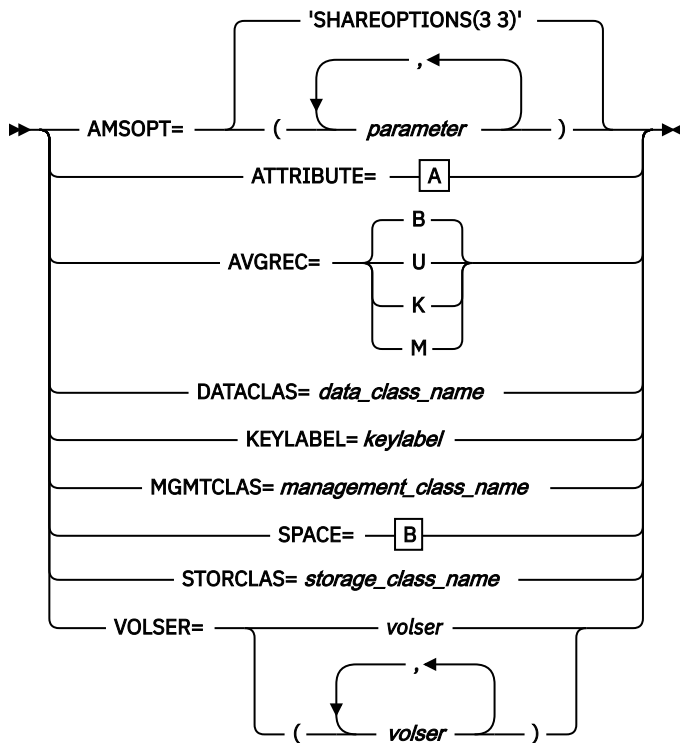 'SHAREOPTIONS(3 3)'
,
AMSOPT= ( parameter )
ATTRIBUTE= A
B
AVGREC= U
K
M
DATACLAS= data_class_name
KEYLABEL= keylabel
MGMTCLAS= management_class_name
SPACE= B
STORCLAS= storage_class_name
VOLSER= volser
,
( volser )